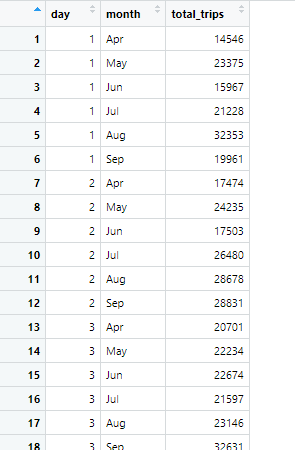 day month total_trips
1 1 Apr 14546
2 1 May 23375
3 1 Jun 15967
4 1 Jul 21228
5 1 Aug 32353
6 1 Sep 19961
7 2 Apr 17474
8 2 May 24235
9 2 Jun 17503
10 2 Jul 26480
11 2 Aug 28678
12 2 Sep 28831
13 3 Apr 20701
14 3 May 22234
15 3 Jun 22674
16 3 Jul 21597
17 3 Aug 23146
18 3 Sep 32631